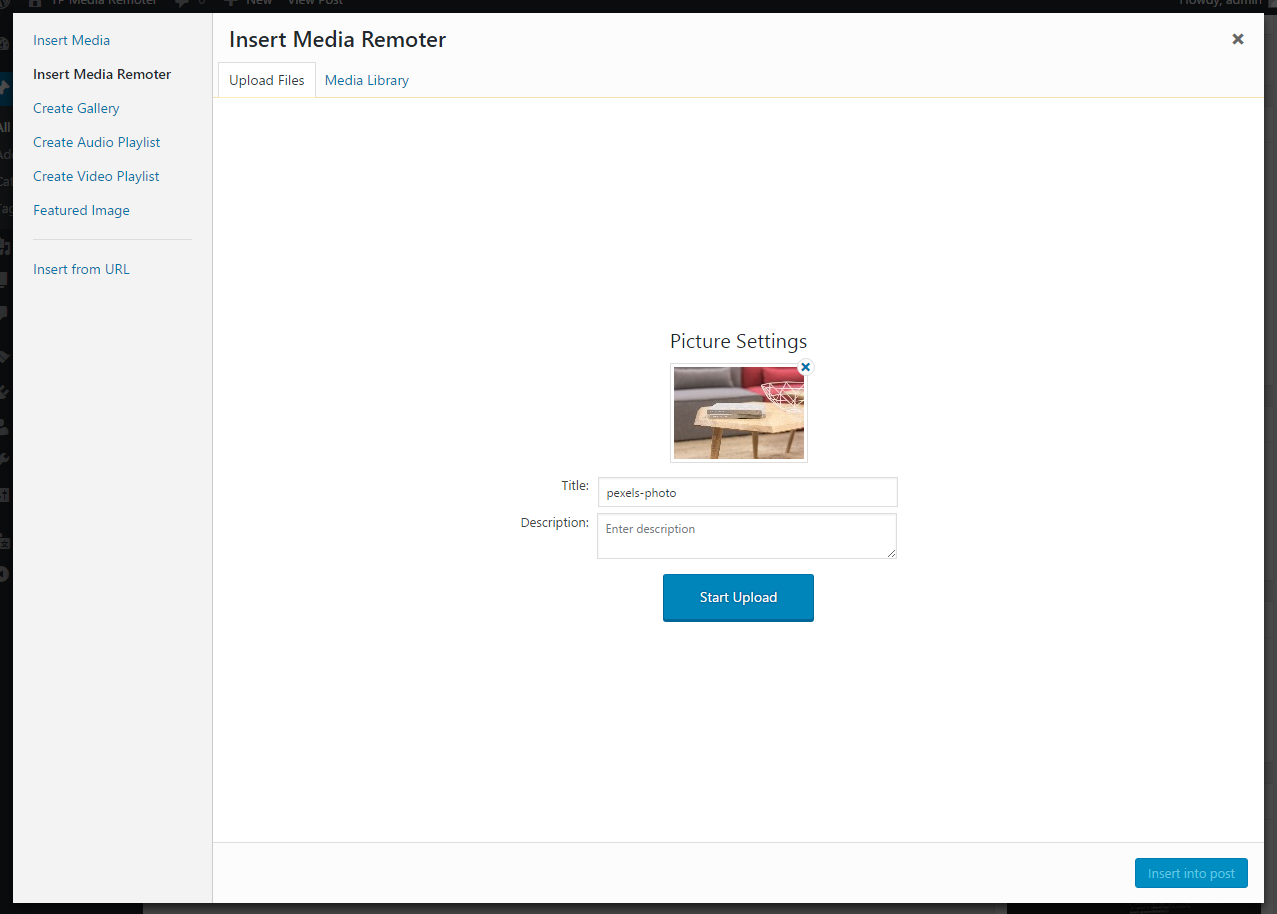 TP Media Remoter 0 New View Post Howdy, admin
Insert Media
Insert Media Remoter
Create Gallery
Create Audio Playlist
Create Video Playlist
Featured Image
Insert from URL
Insert Media Remoter
Upload Files Media Library
Picture Settings
Title: pexels-photo
Description: Enter description
Start Upload
Insert into post
All